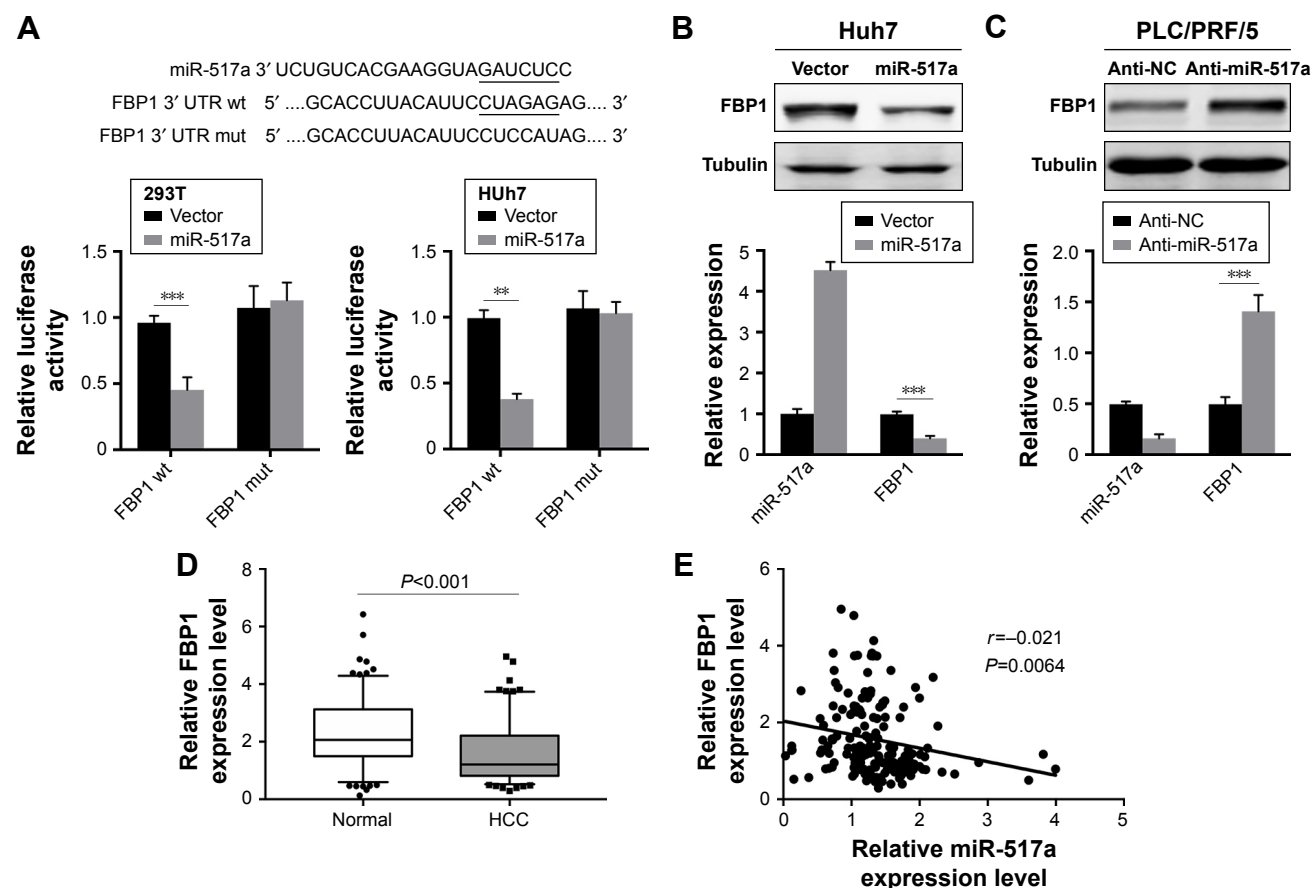 A
miR-517a 3′ UCUGUCACGAAGGUAGAUCUCC
FBP1 3′ UTR wt 5′ ....GCACCUUACAUUCCUAGAGAG.... 3′
FBP1 3′ UTR mut 5′ ....GCACCUUACAUUCCUCCAUAG.... 3′
293T
Vector
miR-517a
Relative luciferase
activity
1.5
1.0
0.5
0
***
FBP1 wt
FBP1 mut
HUh7
Vector
miR-517a
Relative luciferase
activity
1.5
1.0
0.5
0
**
FBP1 wt
FBP1 mut
B
Huh7
Vector miR-517a
FBP1
Tubulin
Vector
miR-517a
Relative expression
5
4
3
2
1
0
***
miR-517a
FBP1
C
PLC/PRF/5
Anti-NC Anti-miR-517a
FBP1
Tubulin
Anti-NC
Anti-miR-517a
Relative expression
2.0
1.5
1.0
0.5
0
***
miR-517a
FBP1
D
Relative FBP1
expression level
8
6
4
2
0
P<0.001
Normal
HCC
E
Relative FBP1
expression level
6
4
2
0
r=–0.021
P=0.0064
0 1 2 3 4 5
Relative miR-517a
expression level